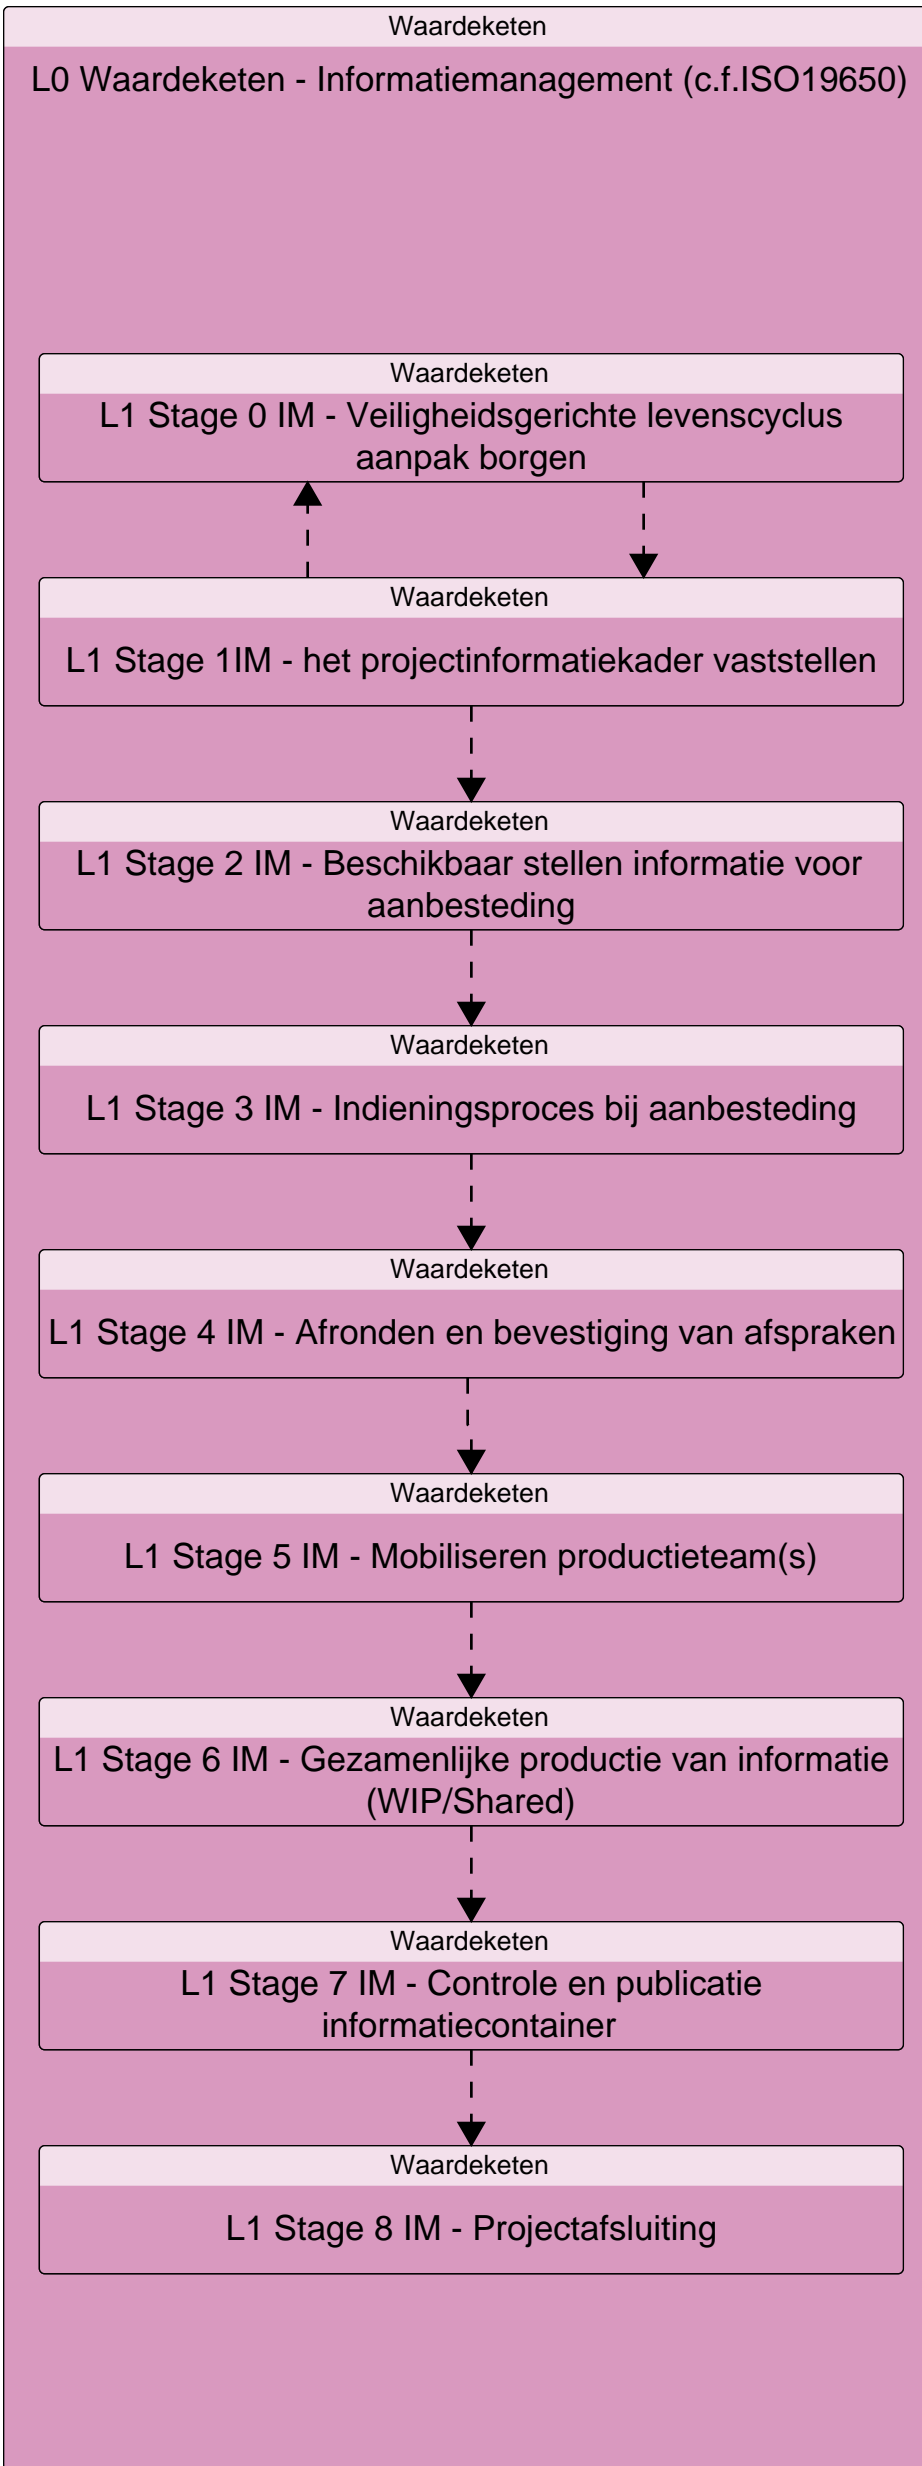 Waardeketen
L0 Waardeketen - Informatiemanagement (c.f.ISO19650)
Waardeketen
L1 Stage 0 IM - Veiligheidsgerichte levenscyclus
aanpak borgen
Waardeketen
L1 Stage 1IM - het projectinformatiekader vaststellen
Waardeketen
L1 Stage 2 IM - Beschikbaar stellen informatie voor
aanbesteding
Waardeketen
L1 Stage 3 IM - Indieningsproces bij aanbesteding
Waardeketen
L1 Stage 4 IM - Afronden en bevestiging van afspraken
Waardeketen
L1 Stage 5 IM - Mobiliseren productieteam(s)
Waardeketen
L1 Stage 6 IM - Gezamenlijke productie van informatie
(WIP/Shared)
Waardeketen
L1 Stage 7 IM - Controle en publicatie
informatiecontainer
Waardeketen
L1 Stage 8 IM - Projectafsluiting